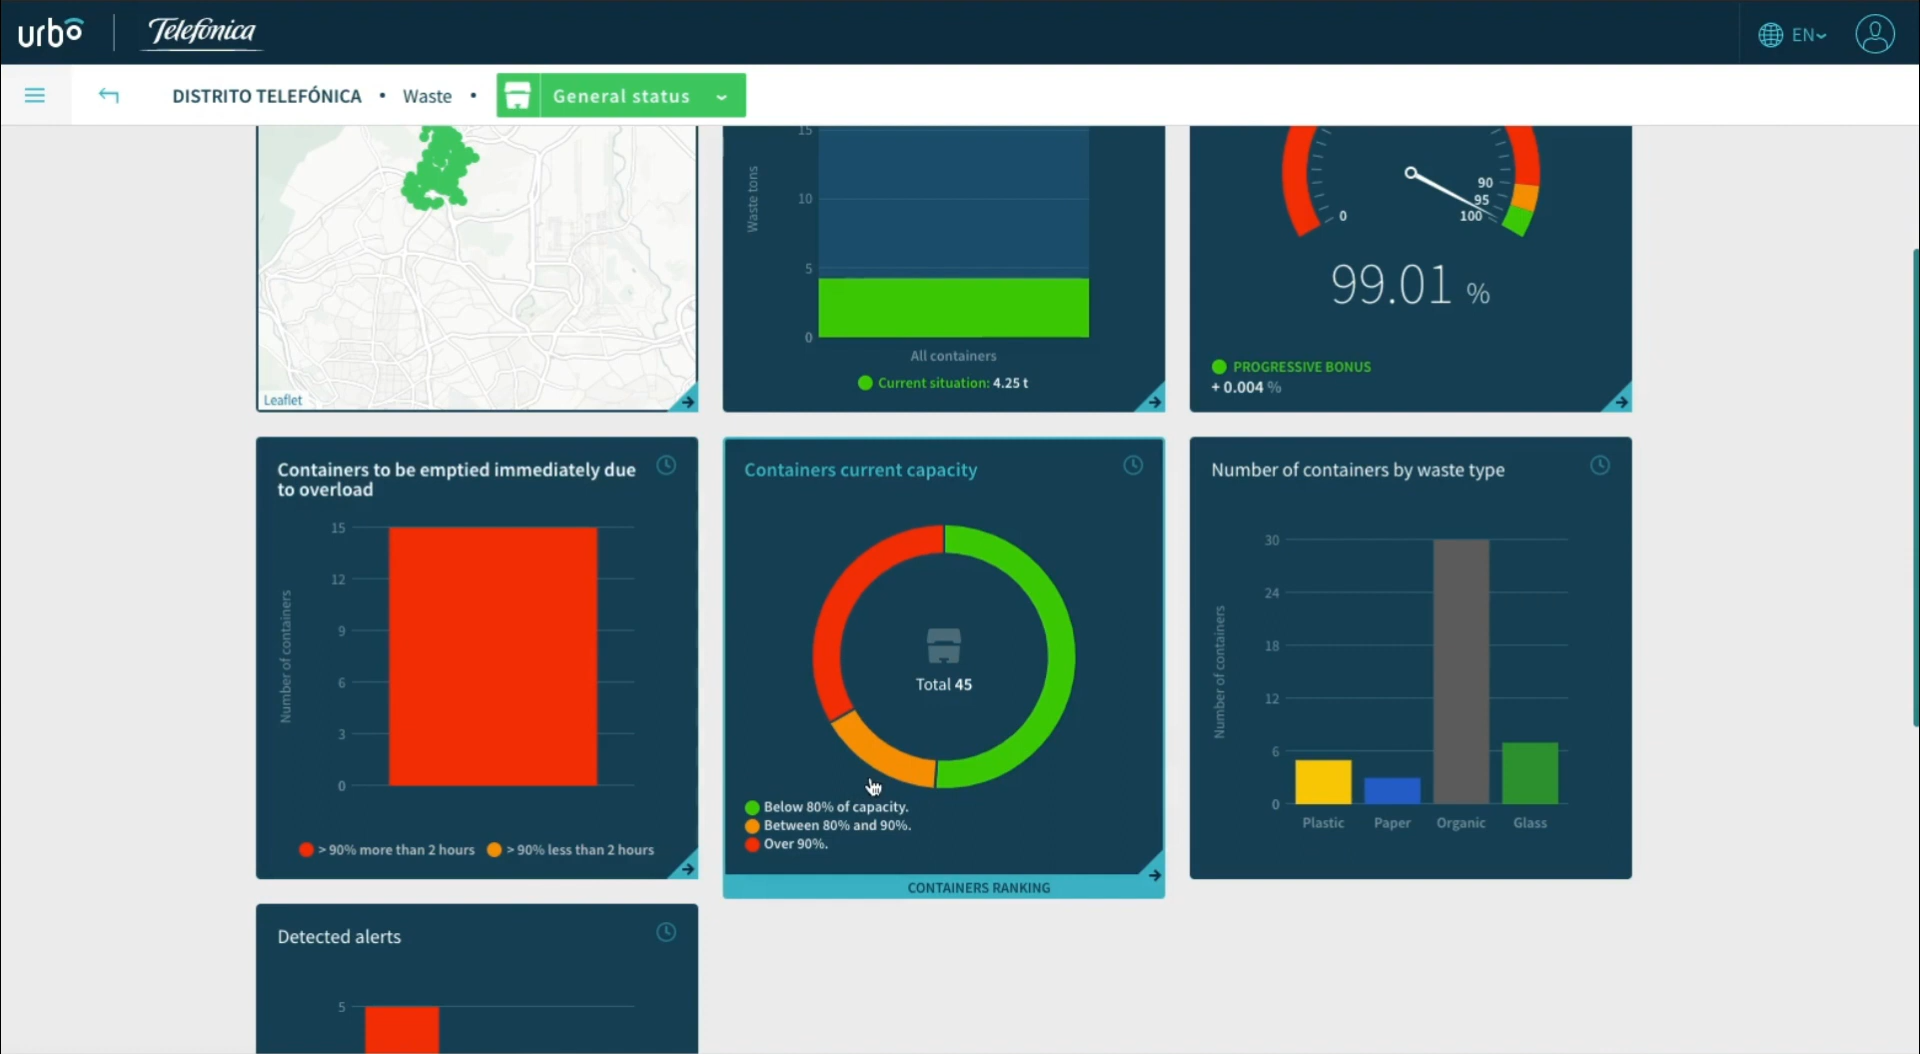 urbo
Telefónica
EN
DISTRITO TELEFÓNICA • Waste •
General status
Leaflet
15
10
5
0
Waste tons
All containers
Current situation: 4.25 t
0
90
95
100
99.01 %
PROGRESSIVE BONUS
+ 0.004 %
Containers to be emptied immediately due
to overload
15
12
9
6
3
0
Number of containers
> 90% more than 2 hours
> 90% less than 2 hours
Containers current capacity
Total 45
Below 80% of capacity.
Between 80% and 90%.
Over 90%.
CONTAINERS RANKING
Number of containers by waste type
30
24
18
12
6
0
Number of containers
Plastic
Paper
Organic
Glass
Detected alerts
5